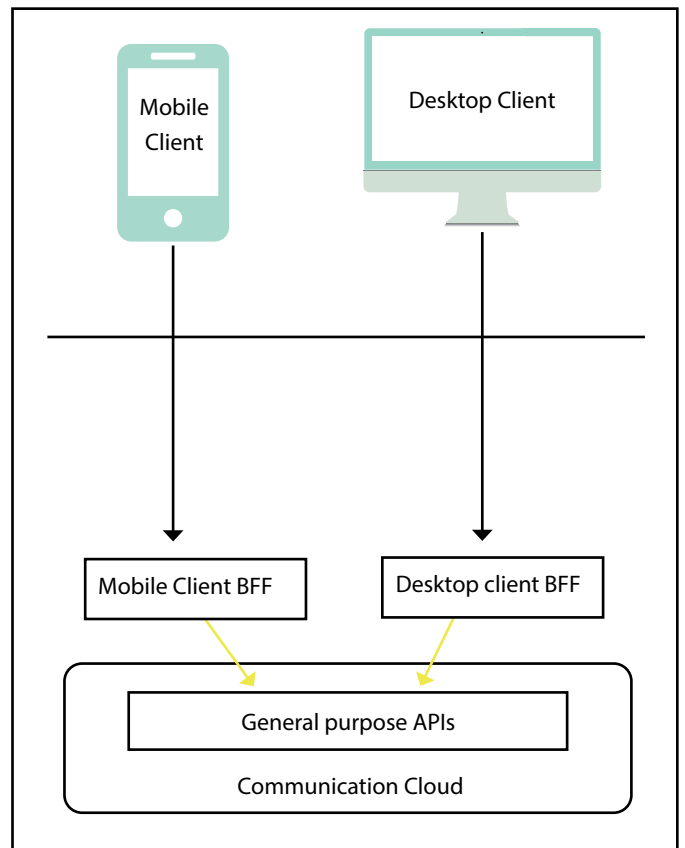 Mobile
Client
Desktop Client
Mobile Client BFF
Desktop client BFF
General purpose APIs
Communication Cloud